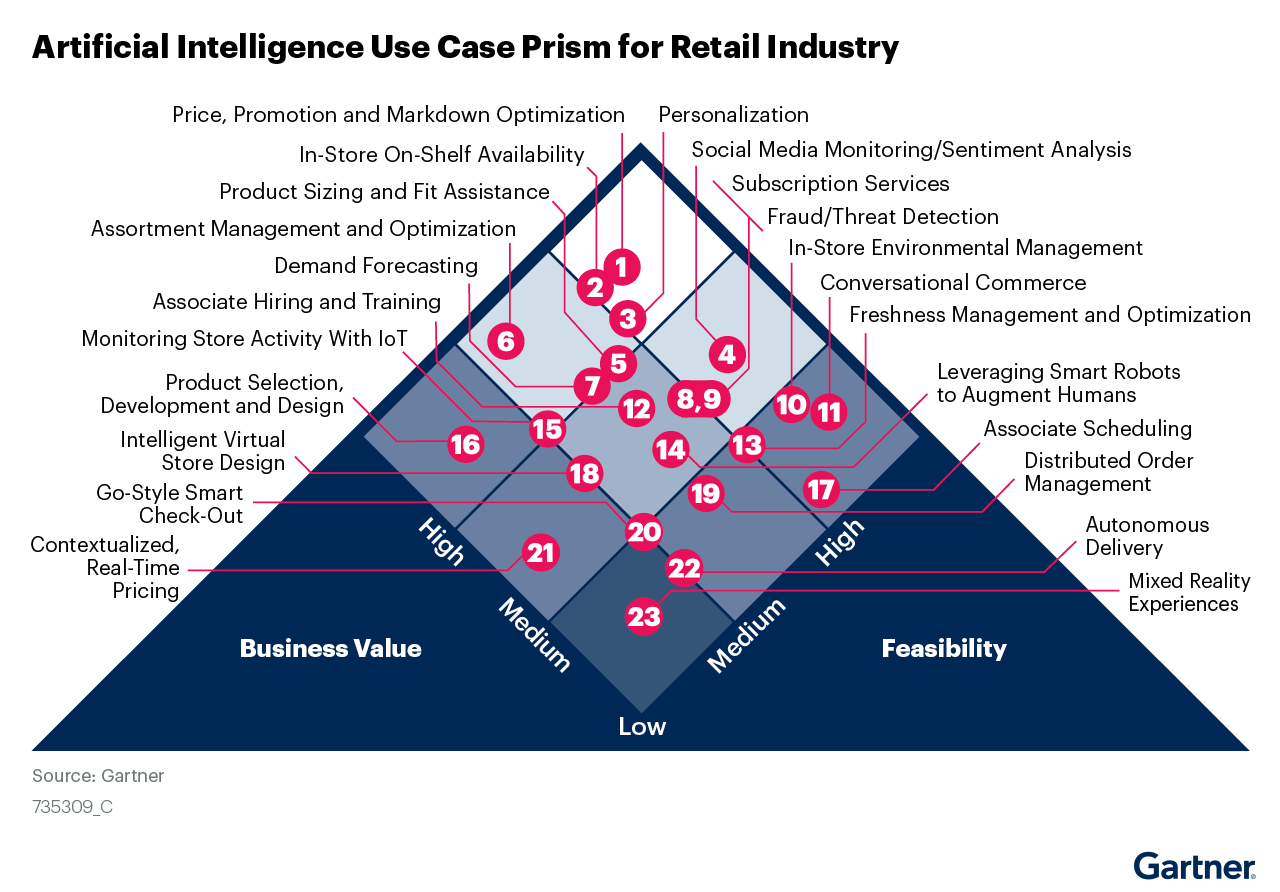 Artificial Intelligence Use Case Prism for Retail Industry
Price, Promotion and Markdown Optimization
Personalization
In-Store On-Shelf Availability
Social Media Monitoring/Sentiment Analysis
Product Sizing and Fit Assistance
Subscription Services
Assortment Management and Optimization
Fraud/Threat Detection
Demand Forecasting
In-Store Environmental Management
Associate Hiring and Training
Conversational Commerce
Monitoring Store Activity With IoT
Freshness Management and Optimization
Product Selection,
Development and Design
Leveraging Smart Robots
to Augment Humans
Intelligent Virtual
Store Design
Associate Scheduling
Go-Style Smart
Check-Out
Distributed Order
Management
Contextualized,
Real-Time
Pricing
Autonomous
Delivery
Mixed Reality
Experiences
1
2
3
6
4
5
7
8,9
12
10
11
15
16
14
13
18
19
17
20
21
22
23
High
High
Medium
Medium
Low
Business Value
Feasibility
Source: Gartner
735309_C
Gartner®